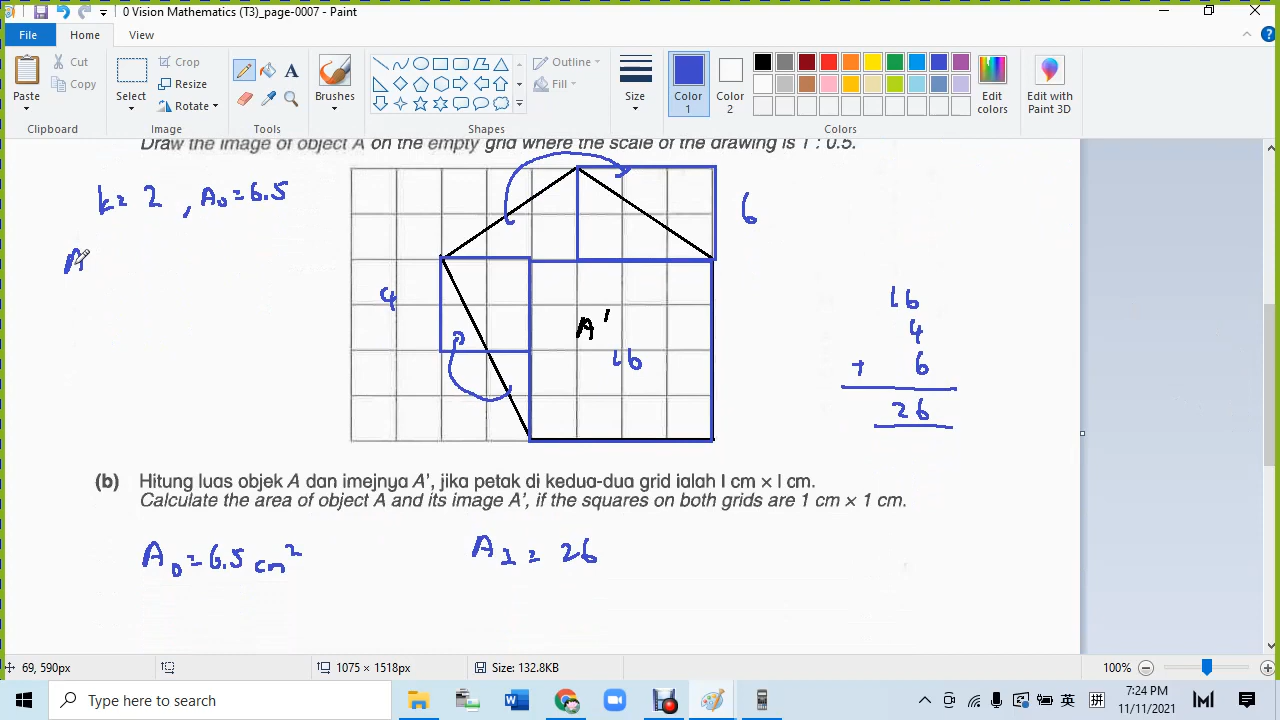 0 Vision Mathematics (T3)_page-0007 - Paint
File
Home
View
Paste
Cut
Copy
Clipboard
Select
Crop
Resize
Rotate
Image
Tools
Brushes
Outline
Fill
Shapes
Size
Color 1
Color 2
Edit colors
Edit with Paint 3D
Colors
Draw the image of object A on the empty grid where the scale of the drawing is 1 : 0.5.
k = 2 , A₀ = 6.5
A
6
4
A'
16
16
4
+ 6
26
(b) Hitung luas objek A dan imejnya A', jika petak di kedua-dua grid ialah 1 cm × 1 cm.
Calculate the area of object A and its image A', if the squares on both grids are 1 cm × 1 cm.
A₀ = 6.5 cm²
A₁ = 26
69, 590px
1075 × 1518px
Size: 132.8KB
100%
Type here to search
英
拼
7:24 PM
11/11/2021